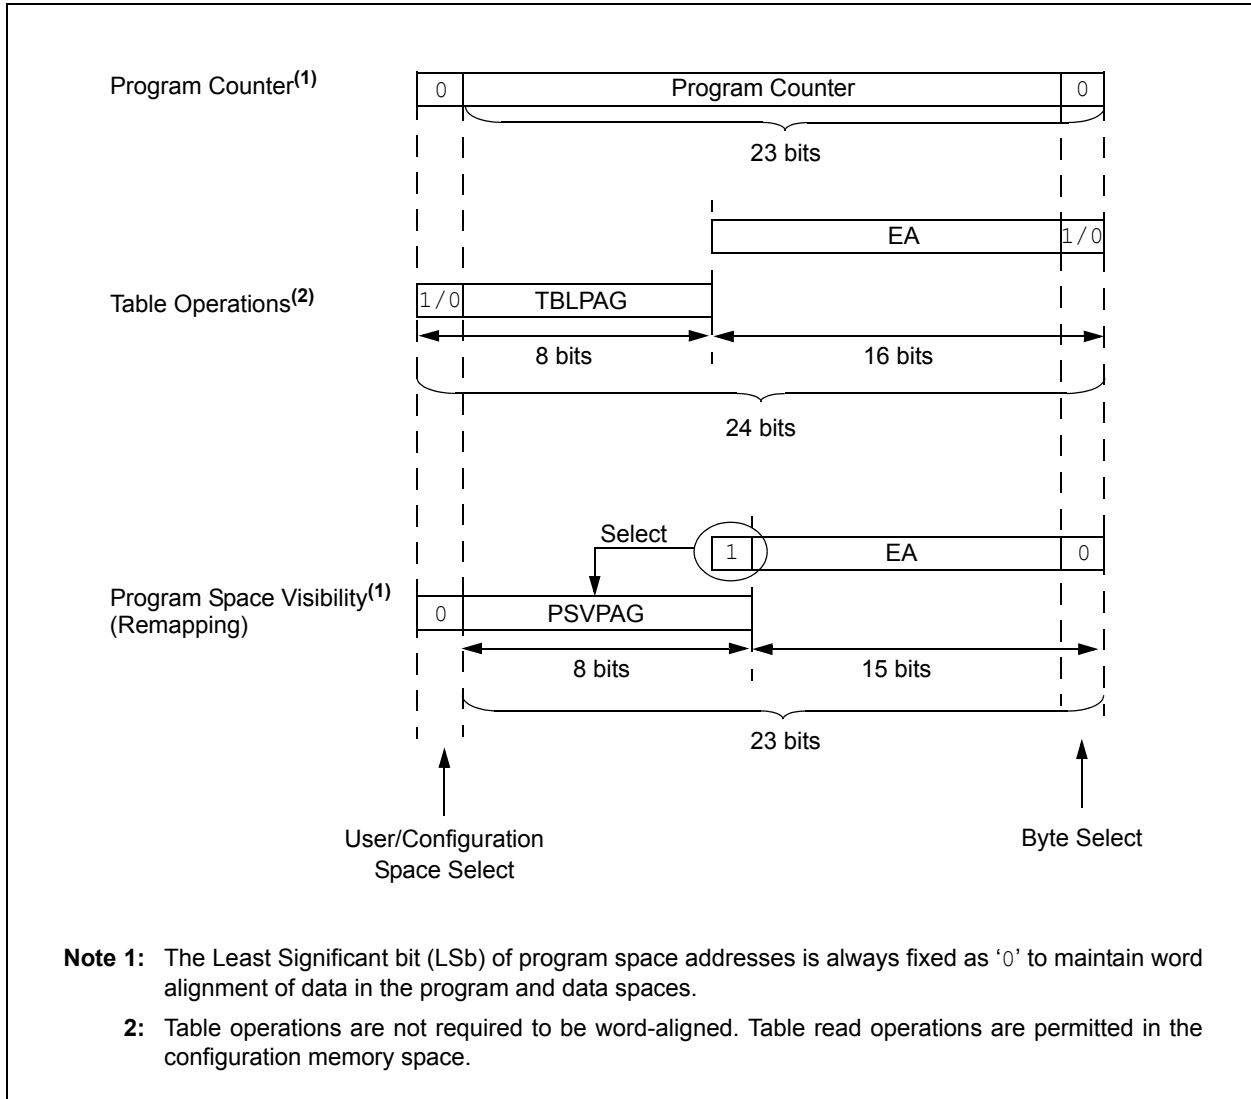 Program Counter(1)
0 Program Counter 0
23 bits
EA 1/0
Table Operations(2)
1/0 TBLPAG
8 bits 16 bits
24 bits
Select
1 EA 0
Program Space Visibility(1)
(Remapping)
0 PSVPAG
8 bits 15 bits
23 bits
User/Configuration
Space Select
Byte Select
Note 1: The Least Significant bit (LSb) of program space addresses is always fixed as ‘0’ to maintain word
alignment of data in the program and data spaces.
2: Table operations are not required to be word-aligned. Table read operations are permitted in the
configuration memory space.